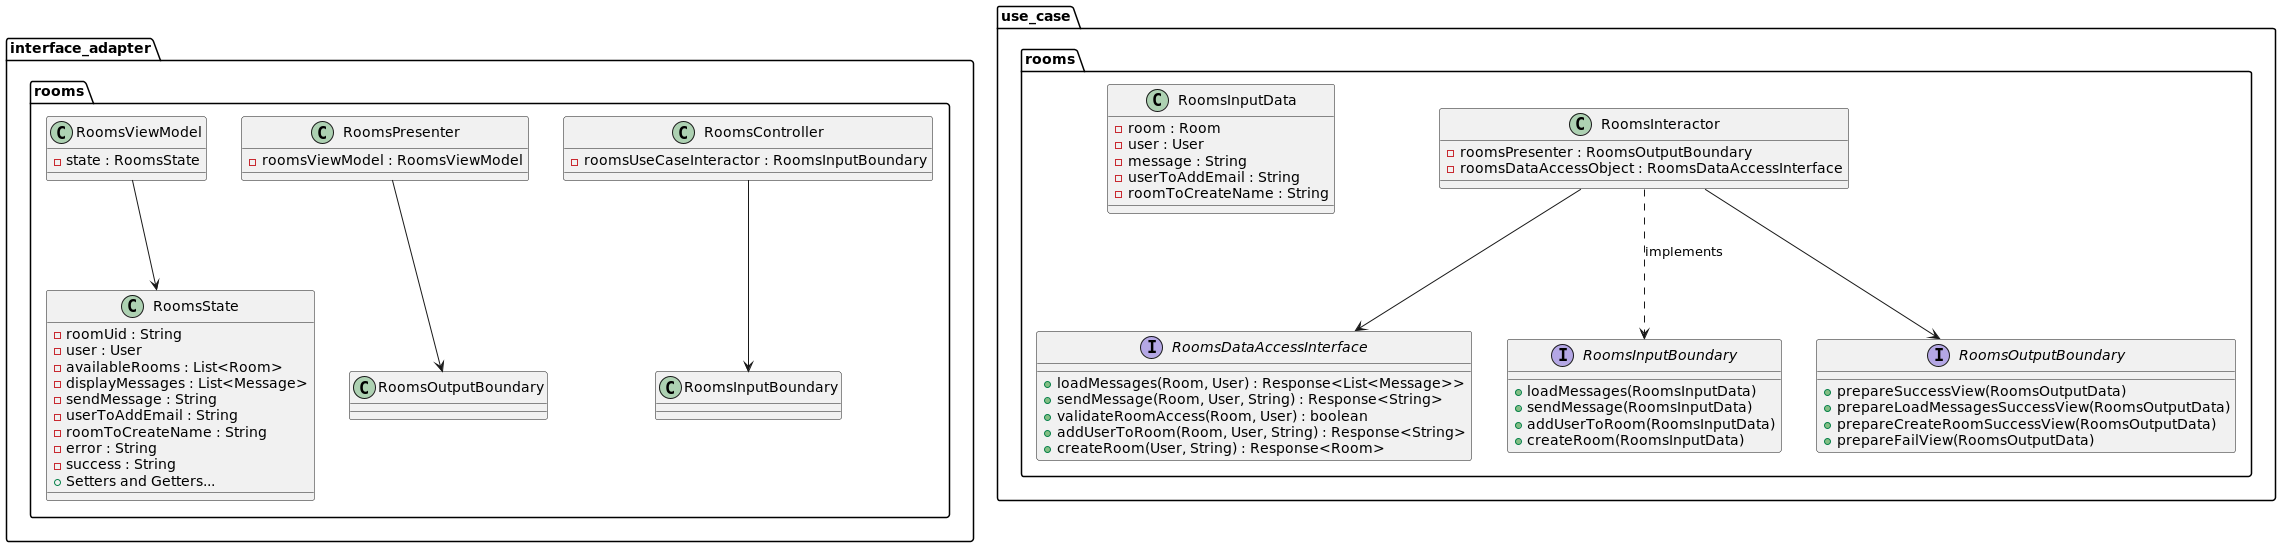 interface_adapter
rooms
C RoomsViewModel
state : RoomsState
C RoomsPresenter
roomsViewModel : RoomsViewModel
C RoomsController
roomsUseCaseInteractor : RoomsInputBoundary
C RoomsState
roomUid : String
user : User
availableRooms : List<Room>
displayMessages : List<Message>
sendMessage : String
userToAddEmail : String
roomToCreateName : String
error : String
success : String
Setters and Getters...
C RoomsOutputBoundary
C RoomsInputBoundary
use_case
rooms
C RoomsInputData
room : Room
user : User
message : String
userToAddEmail : String
roomToCreateName : String
C RoomsInteractor
roomsPresenter : RoomsOutputBoundary
roomsDataAccessObject : RoomsDataAccessInterface
implements
I RoomsDataAccessInterface
loadMessages(Room, User) : Response<List<Message>>
sendMessage(Room, User, String) : Response<String>
validateRoomAccess(Room, User) : boolean
addUserToRoom(Room, User, String) : Response<String>
createRoom(User, String) : Response<Room>
I RoomsInputBoundary
loadMessages(RoomsInputData)
sendMessage(RoomsInputData)
addUserToRoom(RoomsInputData)
createRoom(RoomsInputData)
I RoomsOutputBoundary
prepareSuccessView(RoomsOutputData)
prepareLoadMessagesSuccessView(RoomsOutputData)
prepareCreateRoomSuccessView(RoomsOutputData)
prepareFailView(RoomsOutputData)